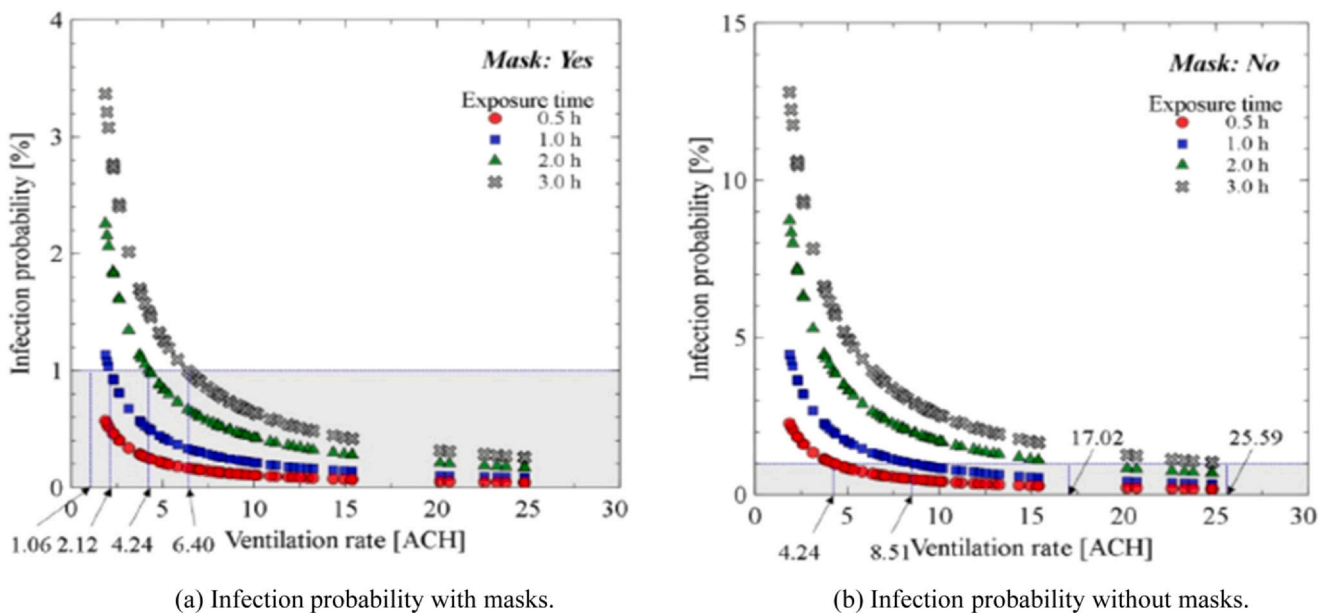 Mask: Yes
Exposure time
0.5 h
1.0 h
2.0 h
3.0 h
Infection probability [%]
4
3
2
1
0
0
5
10
15
20
25
30
1.06 2.12 4.24 6.40
Ventilation rate [ACH]
(a) Infection probability with masks.
Mask: No
Exposure time
0.5 h
1.0 h
2.0 h
3.0 h
Infection probability [%]
15
10
5
0
17.02 25.59
0
5
10
15
20
25
30
4.24 8.51
Ventilation rate [ACH]
(b) Infection probability without masks.